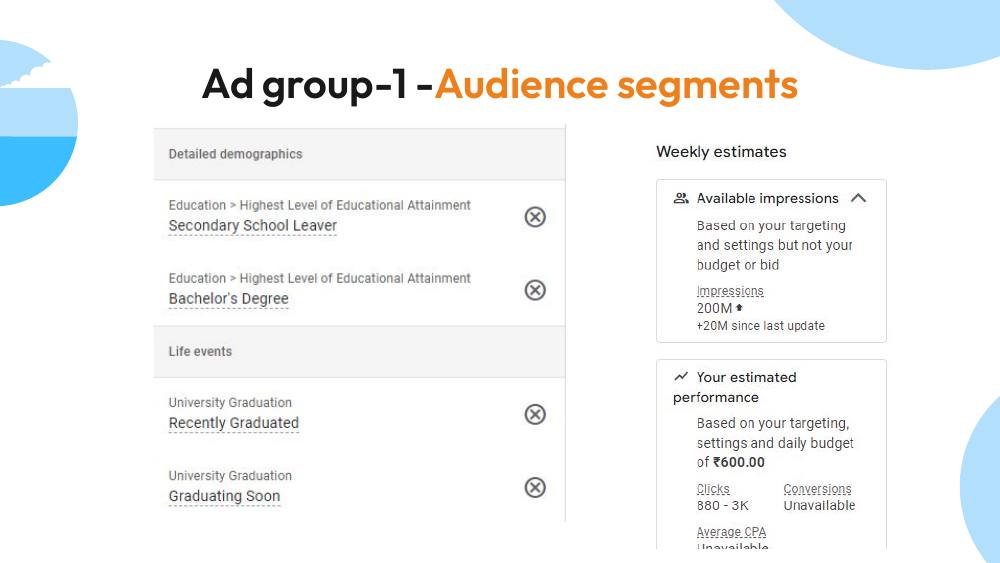 Ad group-1 -Audience segments
Detailed demographics
Education > Highest Level of Educational Attainment
Secondary School Leaver
Education > Highest Level of Educational Attainment
Bachelor's Degree
Life events
University Graduation
Recently Graduated
University Graduation
Graduating Soon
Weekly estimates
Available impressions
Based on your targeting
and settings but not your
budget or bid
Impressions
200M
+20M since last update
Your estimated
performance
Based on your targeting,
settings and daily budget
of ₹600.00
Clicks Conversions
880 - 3K Unavailable
Average CPA
Unavailable